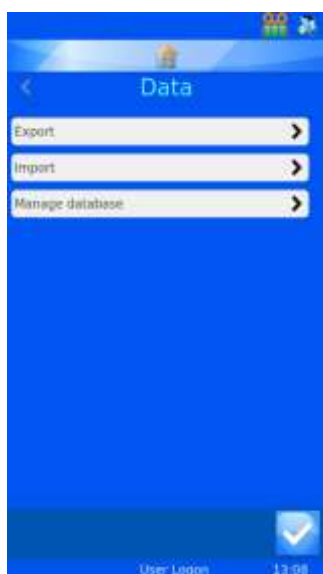 Data
Export
Import
Manage database
User Logon
13:08